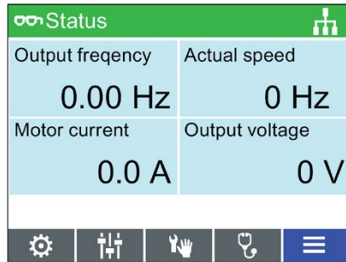 Status
Output freqency
Actual speed
0.00 Hz
0 Hz
Motor current
Output voltage
0.0 A
0 V